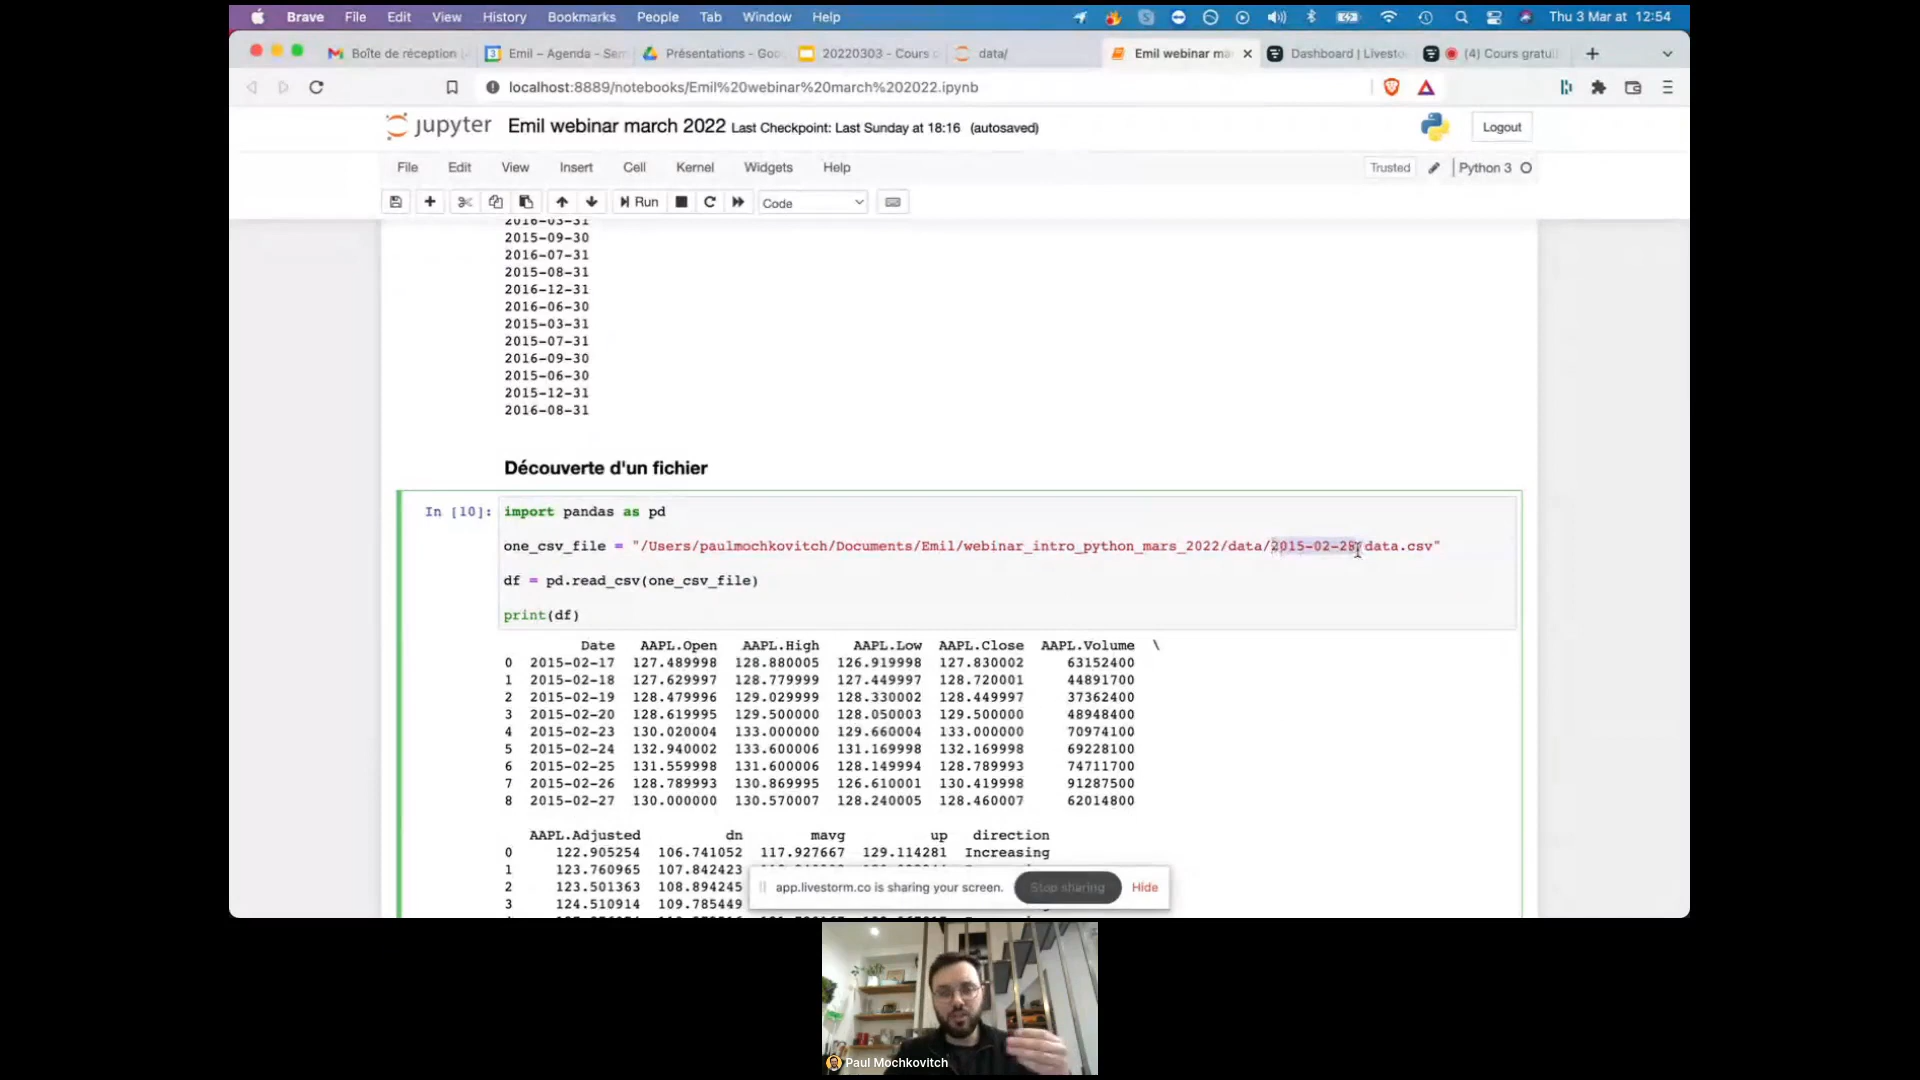 Brave File Edit View History Bookmarks People Tab Window Help Thu 3 Mar at 12:54
Boîte de réception 3 Emil – Agenda - Sem Présentations - Goo 20220303 - Cours data/ Emil webinar ma Dashboard | Livesto (4) Cours gratui
localhost:8889/notebooks/Emil%20webinar%20march%202022.ipynb
jupyter Emil webinar march 2022 Last Checkpoint: Last Sunday at 18:16 (autosaved) Logout
File Edit View Insert Cell Kernel Widgets Help Trusted Python 3
Run Code
2016-03-31
2015-09-30
2016-07-31
2015-08-31
2016-12-31
2016-06-30
2015-03-31
2015-07-31
2016-09-30
2015-06-30
2015-12-31
2016-08-31
Découverte d'un fichier
In [10]: import pandas as pd
one_csv_file = "/Users/paulmochkovitch/Documents/Emil/webinar_intro_python_mars_2022/data/2015-02-28/data.csv"
df = pd.read_csv(one_csv_file)
print(df)
Date AAPL.Open AAPL.High AAPL.Low AAPL.Close AAPL.Volume \
0 2015-02-17 127.489998 128.880005 126.919998 127.830002 63152400
1 2015-02-18 127.629997 128.779999 127.449997 128.720001 44891700
2 2015-02-19 128.479996 129.029999 128.330002 128.449997 37362400
3 2015-02-20 128.619995 129.500000 128.050003 129.500000 48948400
4 2015-02-23 130.020004 133.000000 129.660004 133.000000 70974100
5 2015-02-24 132.940002 133.600006 131.169998 132.169998 69228100
6 2015-02-25 131.559998 131.600006 128.149994 128.789993 74711700
7 2015-02-26 128.789993 130.869995 126.610001 130.419998 91287500
8 2015-02-27 130.000000 130.570007 128.240005 128.460007 62014800
AAPL.Adjusted dn mavg up direction
0 122.905254 106.741052 117.927667 129.114281 Increasing
1 123.760965 107.842423
2 123.501363 108.894245
3 124.510914 109.785449
app.livestorm.co is sharing your screen. Stop sharing Hide
Paul Mochkovitch